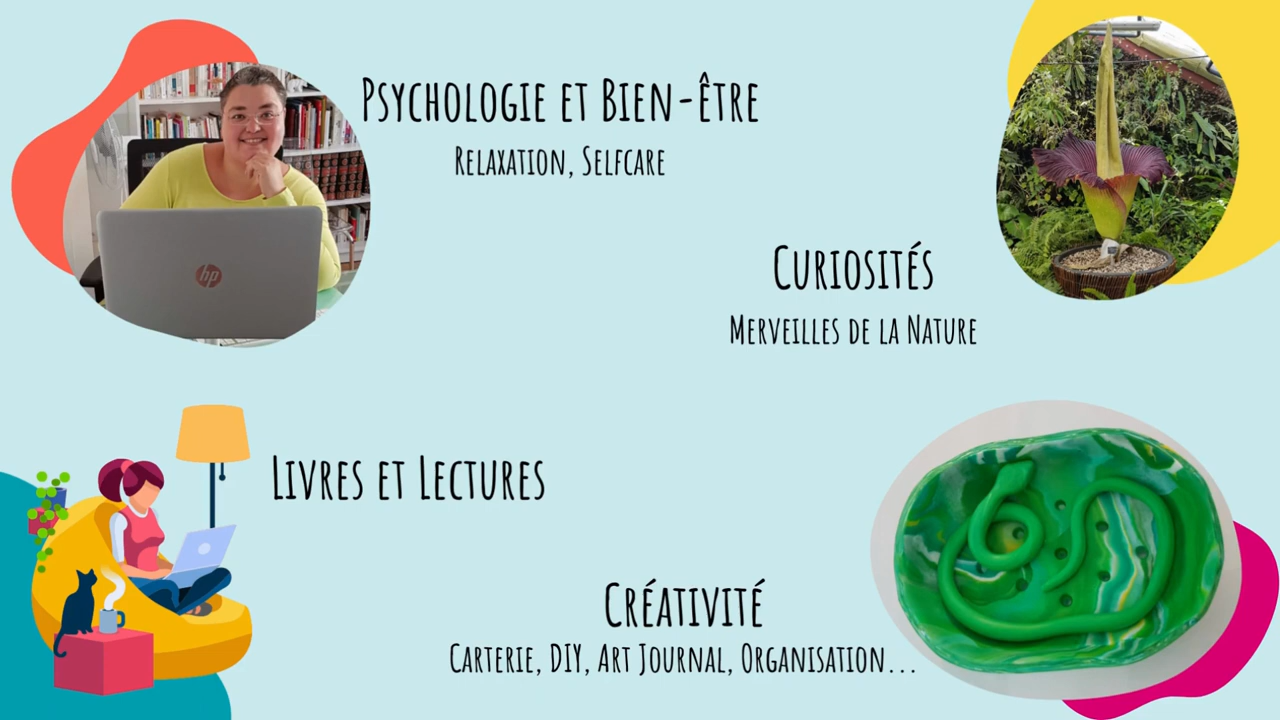 Psychologie et Bien-être
Relaxation, Selfcare
Curiosités
Merveilles de la Nature
Livres et Lectures
Créativité
Carterie, DIY, Art Journal, Organisation...
hp